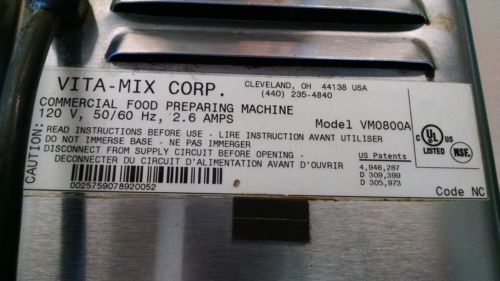 VITA-MIX CORP.
CLEVELAND, OH 44138 USA
(440) 235-4840
COMMERCIAL FOOD PREPARING MACHINE
120 V, 50/60 Hz, 2.6 AMPS
Model VM0800A
CAUTION:
READ INSTRUCTIONS BEFORE USE - LIRE INSTRUCTION AVANT UTILISER
DO NOT IMMERSE BASE - NE PAS IMMERGER
DISCONNECT FROM SUPPLY CIRCUIT BEFORE OPENING -
DECONNECTER DU CIRCUIT D'ALIMENTATION AVANT D'OUVRIR
0025759078920052
C UL US
LISTED
NSF.
US Patents
4,946,287
D 309,399
D 305,973
Code NC